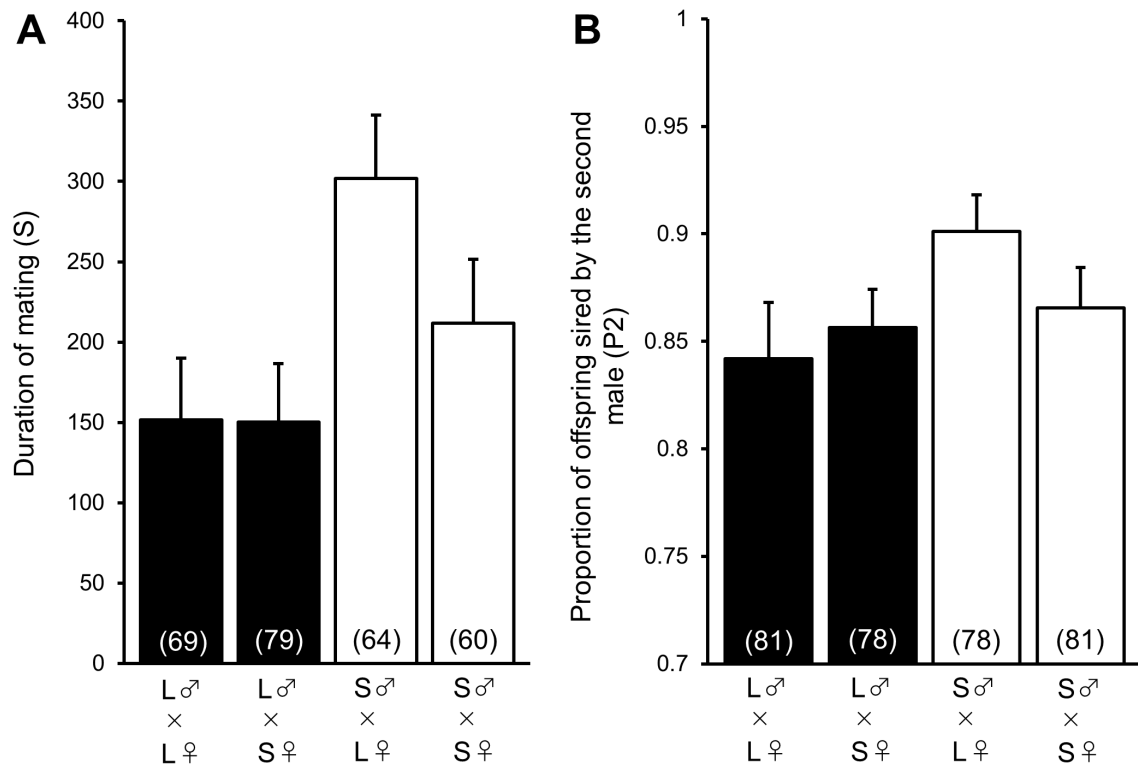 A
Duration of mating (S)
400
350
300
250
200
150
100
50
0
(69) (79) (64) (60)
L♂ L♂ S♂ S♂
× × × ×
L♀ S♀ L♀ S♀
B
Proportion of offspring sired by the second
male (P2)
1
0.95
0.9
0.85
0.8
0.75
0.7
(81) (78) (78) (81)
L♂ L♂ S♂ S♂
× × × ×
L♀ S♀ L♀ S♀